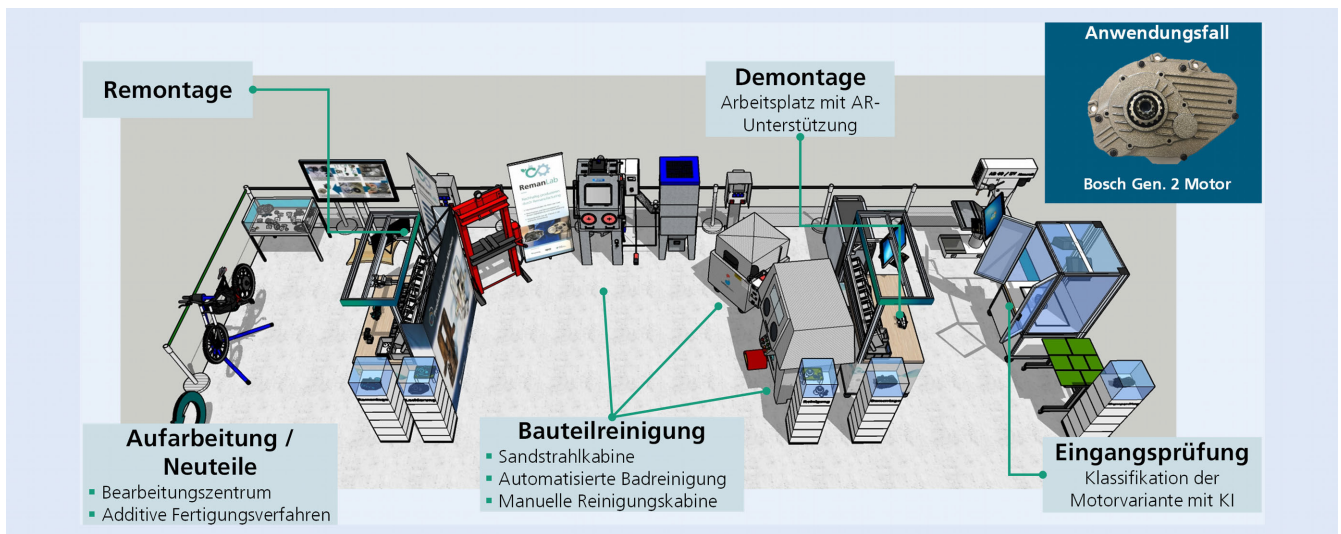 Anwendungsfall
Bosch Gen. 2 Motor
Remontage
Demontage
Arbeitsplatz mit AR-
Unterstützung
RemanLab
Aufarbeitung /
Neuteile
▪ Bearbeitungszentrum
▪ Additive Fertigungsverfahren
Bauteilreinigung
▪ Sandstrahlkabine
▪ Automatisierte Badreinigung
▪ Manuelle Reinigungskabine
Eingangsprüfung
Klassifikation der
Motorvariante mit KI